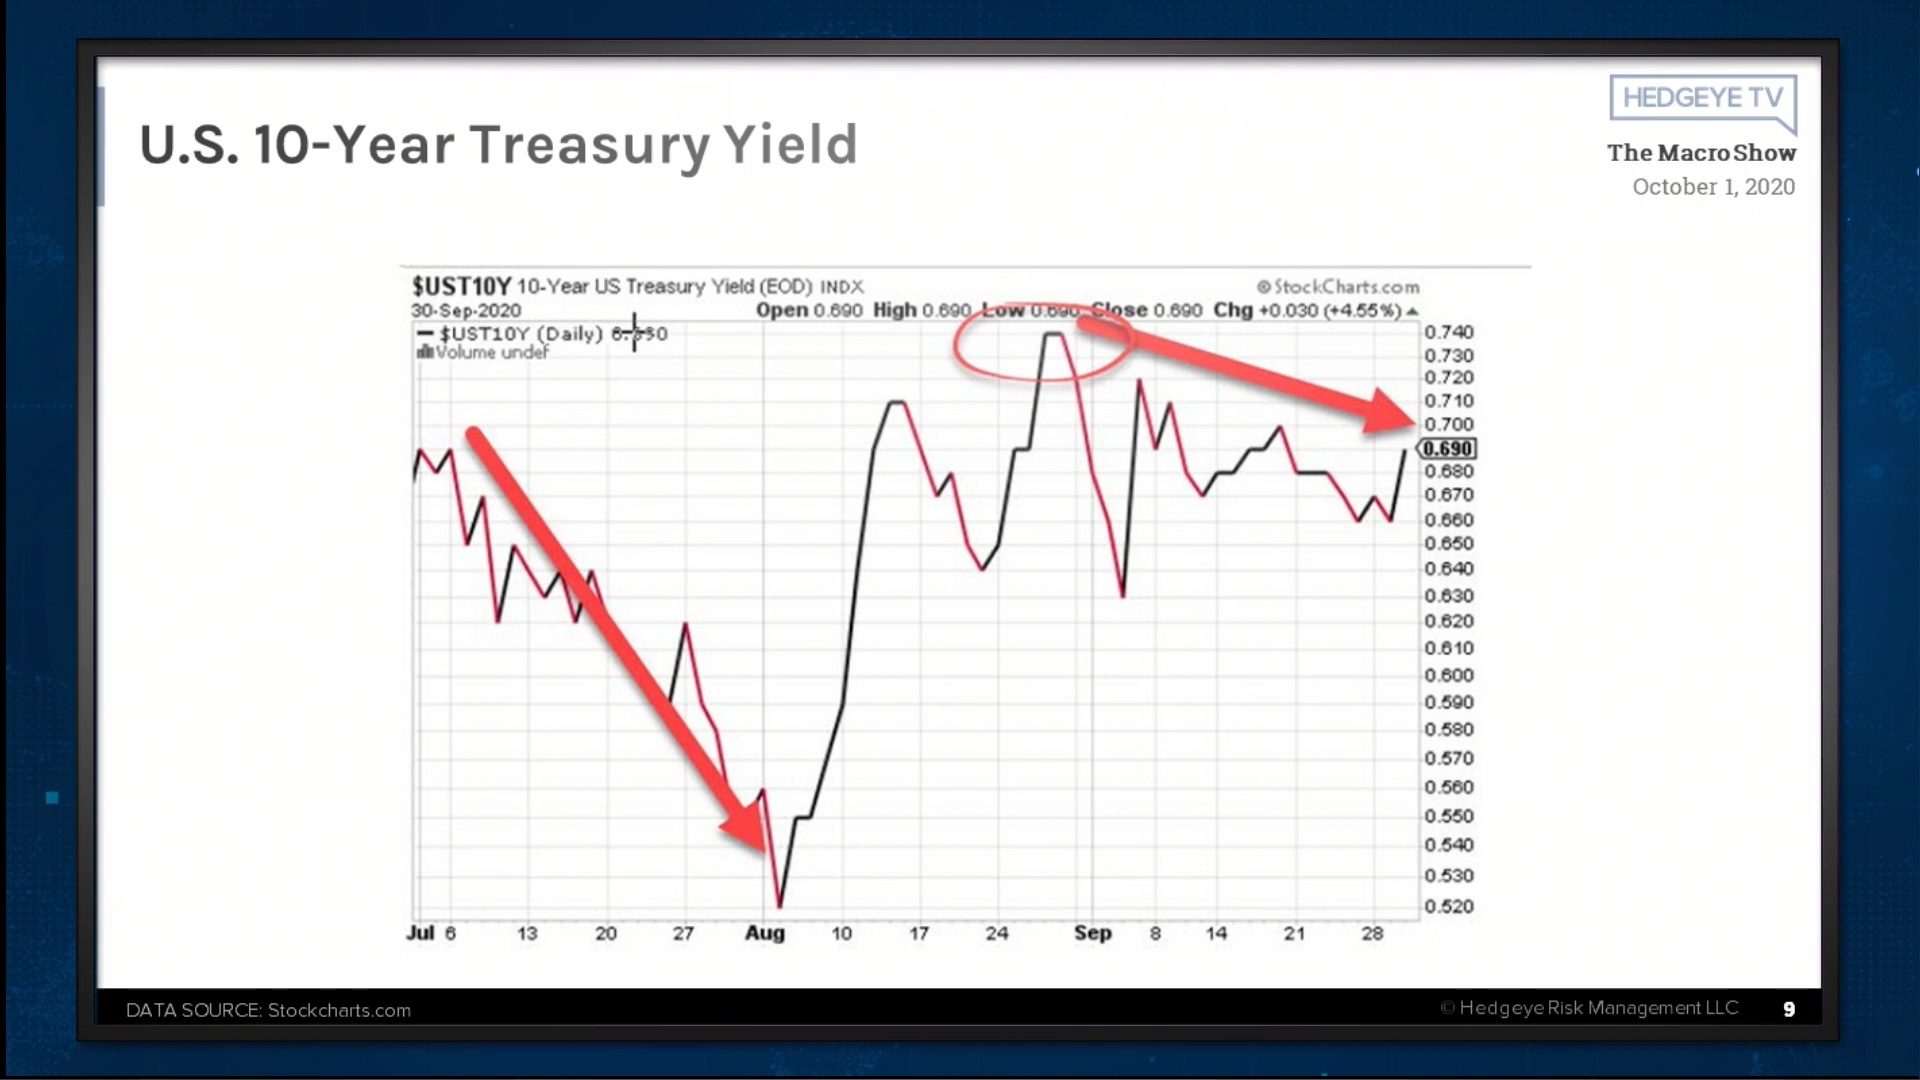 U.S. 10-Year Treasury Yield
HEDGEYE TV
The Macro Show
October 1, 2020
$UST10Y 10-Year US Treasury Yield (EOD) INDX
© StockCharts.com
30-Sep-2020 Open 0.690 High 0.690 Low 0.690 Close 0.690 Chg +0.030 (+4.55%)
$UST10Y (Daily)
Volume undef
0.740
0.730
0.720
0.710
0.700
0.690
0.680
0.670
0.660
0.650
0.640
0.630
0.620
0.610
0.600
0.590
0.580
0.570
0.560
0.550
0.540
0.530
0.520
Jul 6 13 20 27 Aug 10 17 24 Sep 8 14 21 28
DATA SOURCE: Stockcharts.com
© Hedgeye Risk Management LLC 9